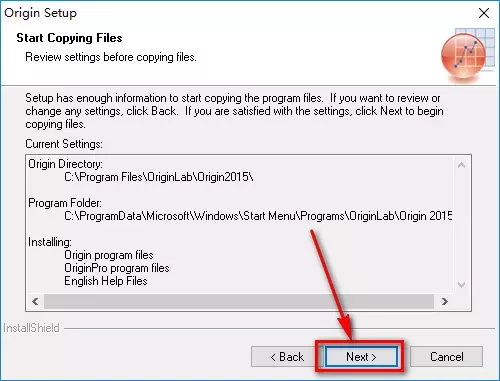 Origin Setup
Start Copying Files
Review settings before copying files.
Setup has enough information to start copying the program files. If you want to review or
change any settings, click Back. If you are satisfied with the settings, click Next to begin
copying files.
Current Settings:
Origin Directory:
C:\Program Files\OriginLab\Origin2015\
Program Folder:
C:\ProgramData\Microsoft\Windows\Start Menu\Programs\OriginLab\Origin 2015
Installing:
Origin program files
OriginPro program files
English Help Files
InstallShield
< Back
Next >
Cancel